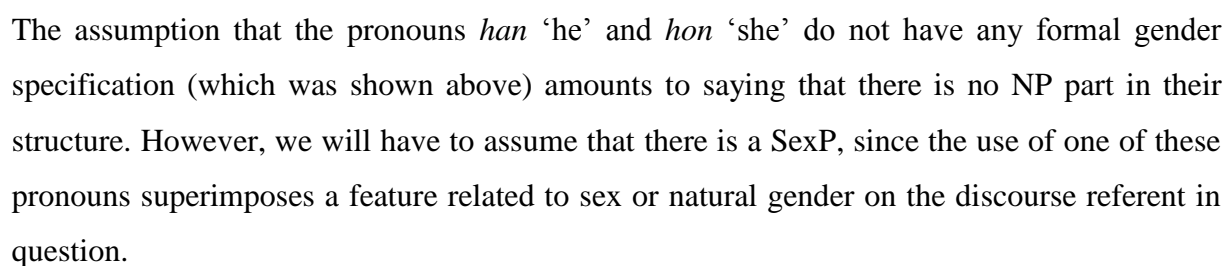 The assumption that the pronouns han ‘he’ and hon ‘she’ do not have any formal gender
specification (which was shown above) amounts to saying that there is no NP part in their
structure. However, we will have to assume that there is a SexP, since the use of one of these
pronouns superimposes a feature related to sex or natural gender on the discourse referent in
question.